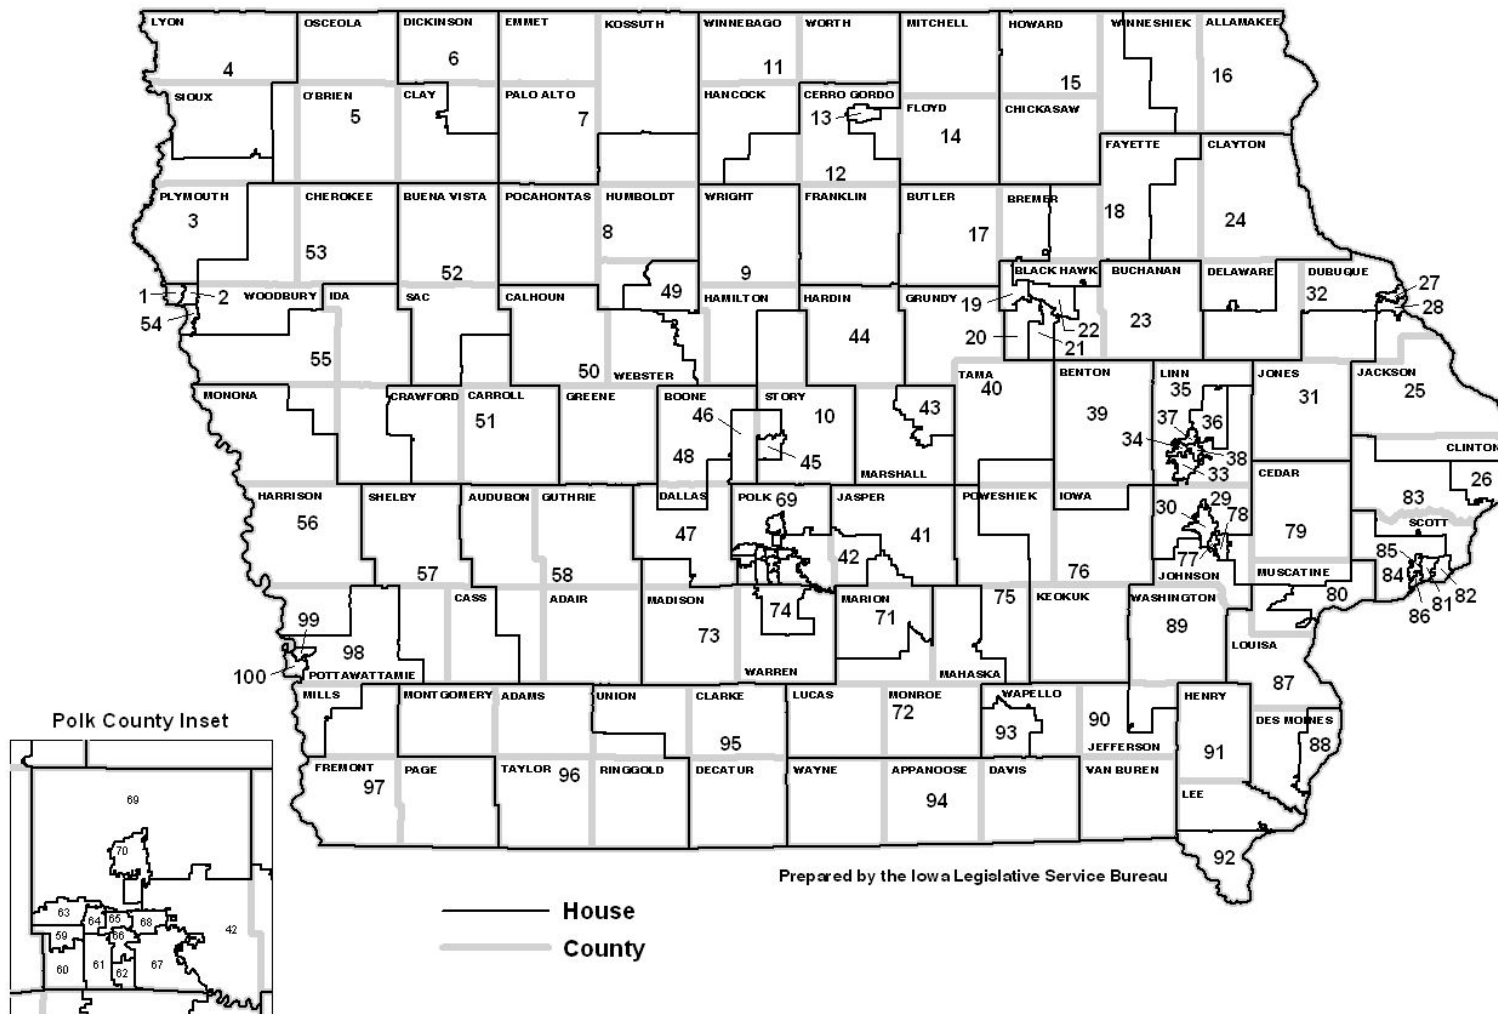 LYON OSCEOLA DICKINSON EMMET KOSSUTH WINNEBAGO WORTH MITCHELL HOWARD WINNESHIEK ALLAMAKEE
4 6 11 15 16
SIOUX O'BRIEN CLAY PALO ALTO HANCOCK CERRO GORDO FLOYD CHICKASAW
5 7 13 14
12
FAYETTE CLAYTON
PLYMOUTH CHEROKEE BUENA VISTA POCAHONTAS HUMBOLDT WRIGHT FRANKLIN BUTLER BREMER
3 53 52 8 9 17 18 24
BLACK HAWK BUCHANAN DELAWARE DUBUQUE
1 2 WOODBURY IDA SAC CALHOUN 49 HAMILTON HARDIN GRUNDY 19 22 23 32 27
54 28
55 50 WEBSTER 44 20 21
TAMA BENTON LINN JONES JACKSON
40 39 35 31 25
MONONA CRAWFORD CARROLL GREENE BOONE STORY
51 46 10 43 37 36
48 45 MARSHALL 34 38 CLINTON
33
HARRISON SHELBY AUDUBON GUTHRIE DALLAS POLK 69 JASPER POWESHIEK IOWA CEDAR 26
56 47 41 30 29 78 79 83 SCOTT
57 58 42 76 77 JOHNSON MUSCATINE 85 84
80 86 81 82
99 CASS ADAIR MADISON 74 MARION 75 KEOKUK WASHINGTON
98 73 71 89 LOUISA
100 POTTAWATTAMIE WARREN MAHASKA
MILLS MONTGOMERY ADAMS UNION CLARKE LUCAS MONROE WAPELLO HENRY 87
72 93 90 DES MOINES
95 JEFFERSON 91 88
FREMONT PAGE TAYLOR 96 RINGGOLD DECATUR WAYNE APPANOOSE DAVIS VAN BUREN LEE
97 94
92
Polk County Inset
69
70
63 64 65 68
59 66 42
60 61 62 67
Prepared by the Iowa Legislative Service Bureau
House
County